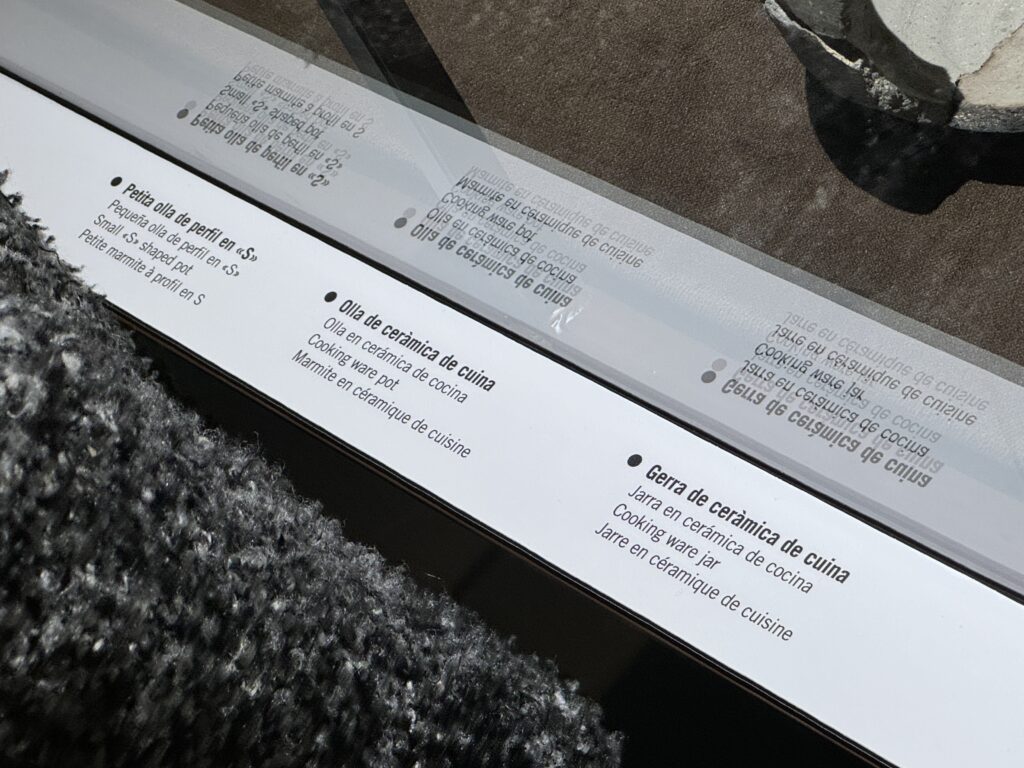 Petita olla de perfil en «S»
Pequeña olla de perfil en «S»
Small «S» shaped pot
Petite marmite à profil en S
Olla de ceràmica de cuina
Olla en cerámica de cocina
Cooking ware pot
Marmite en céramique de cuisine
Gerra de ceràmica de cuina
Jarra en cerámica de cocina
Cooking ware jar
Jarre en céramique de cuisine